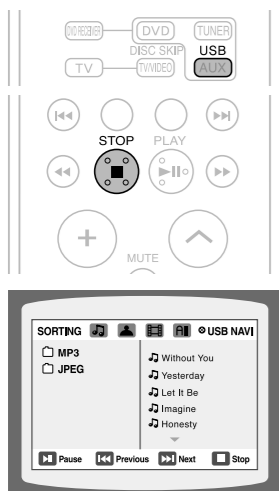 DVD RECEIVER DVD TUNER
DISC SKIP USB
TV TV/VIDEO AUX
STOP PLAY
MUTE
SORTING USB NAVI
MP3
JPEG
Without You
Yesterday
Let It Be
Imagine
Honesty
Pause Previous Next Stop